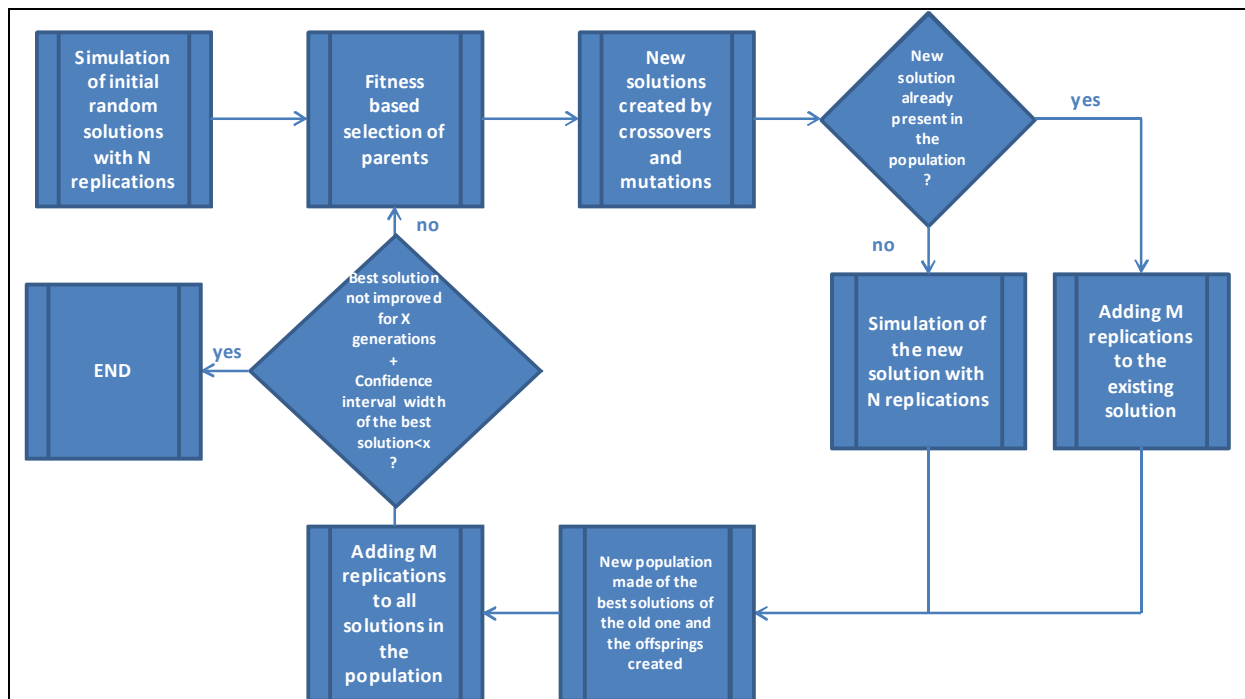 Simulation
of initial
random
solutions
with N
replications
Fitness
based
selection of
parents
New
solutions
created by
crossovers
and
mutations
New
solution
already
present in
the
population
?
yes
no
Simulation of
the new
solution with
N replications
Adding M
replications
to the
existing
solution
New population
made of the
best solutions of
the old one and
the offsprings
created
Adding M
replications
to all
solutions in
the
population
Best solution
not improved
for X
generations
+
Confidence
interval width
of the best
solution<x
?
no
yes
END